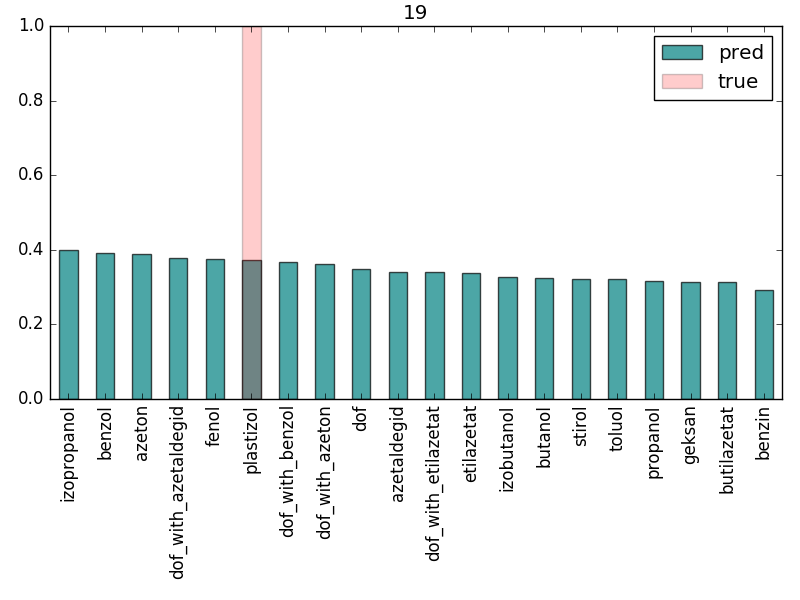 19
1.0
0.8
0.6
0.4
0.2
0.0
pred
true
izopropanol
benzol
azeton
dof_with_azetaldegid
fenol
plastizol
dof_with_benzol
dof_with_azeton
dof
azetaldegid
dof_with_etilazetat
etilazetat
izobutanol
butanol
stirol
toluol
propanol
geksan
butilazetat
benzin